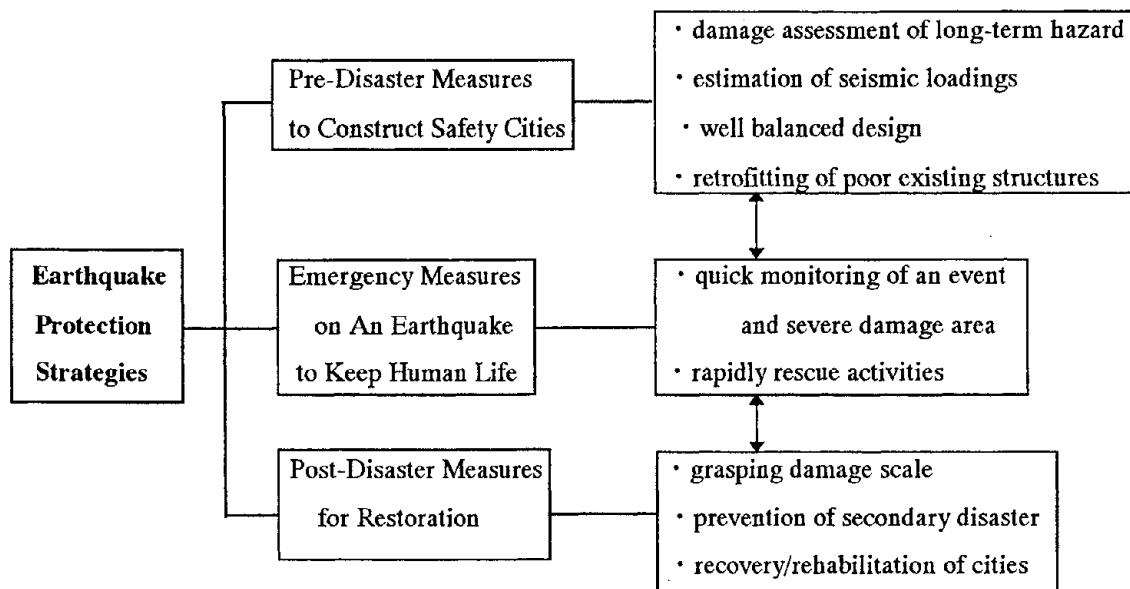 Earthquake
Protection
Strategies
Pre-Disaster Measures
to Construct Safety Cities
・damage assessment of long-term hazard
・estimation of seismic loadings
・well balanced design
・retrofitting of poor existing structures
Emergency Measures
on An Earthquake
to Keep Human Life
・quick monitoring of an event
and severe damage area
・rapidly rescue activities
Post-Disaster Measures
for Restoration
・grasping damage scale
・prevention of secondary disaster
・recovery/rehabilitation of cities